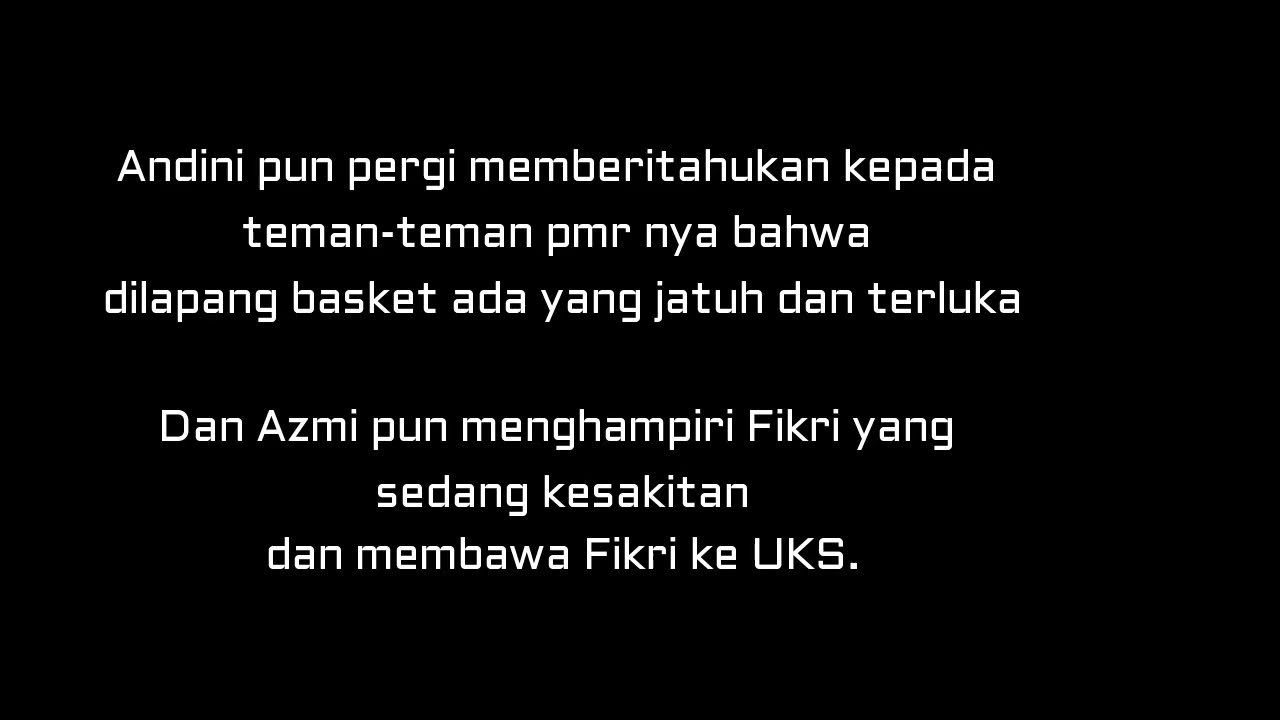 Andini pun pergi memberitahukan kepada
teman-teman pmr nya bahwa
dilapang basket ada yang jatuh dan terluka
Dan Azmi pun menghampiri Fikri yang
sedang kesakitan
dan membawa Fikri ke UKS.